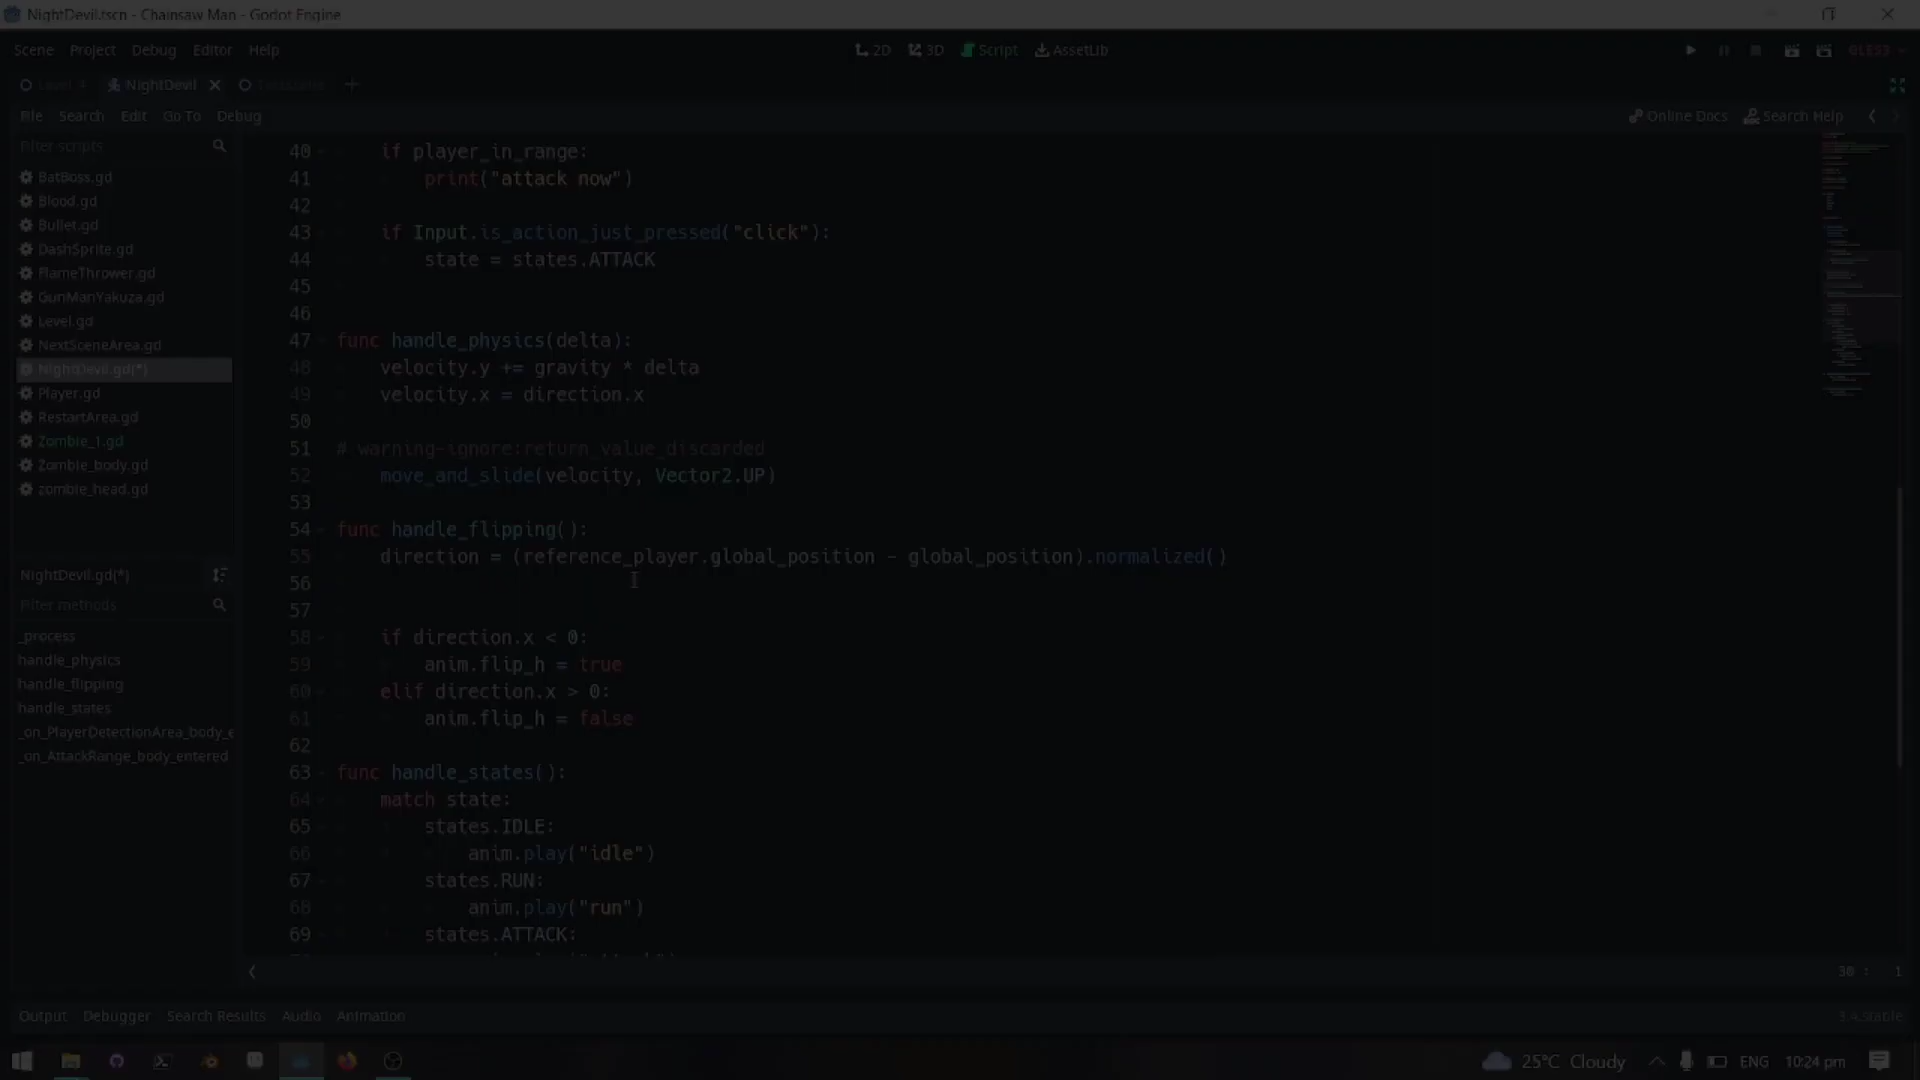 NightDevil.tscn - Chainsaw Man - Godot Engine
Scene Project Debug Editor Help
2D 3D Script AssetLib
GLES3
NightDevil
File Search Edit Go To Debug
Online Docs Search Help
Filter scripts
BatBoss.gd
Blood.gd
Bullet.gd
DashSprite.gd
FlameThrower.gd
GunManYakuza.gd
Level.gd
NextSceneArea.gd
NightDevil.gd(*)
Player.gd
RestartArea.gd
Zombie_1.gd
Zombie_body.gd
zombie_head.gd
NightDevil.gd(*)
Filter methods
_process
handle_physics
handle_flipping
handle_states
_on_PlayerDetectionArea_body_e
_on_AttackRange_body_entered
40 if player_in_range:
41 print("attack now")
42
43 if Input.is_action_just_pressed("click"):
44 state = states.ATTACK
45
46
47 func handle_physics(delta):
48 velocity.y += gravity * delta
49 velocity.x = direction.x
50
51 # warning-ignore:return_value_discarded
52 move_and_slide(velocity, Vector2.UP)
53
54 func handle_flipping():
55 direction = (reference_player.global_position - global_position).normalized()
56
57
58 if direction.x < 0:
59 anim.flip_h = true
60 elif direction.x > 0:
61 anim.flip_h = false
62
63 func handle_states():
64 match state:
65 states.IDLE:
66 anim.play("idle")
67 states.RUN:
68 anim.play("run")
69 states.ATTACK:
30 : 1
Output Debugger Search Results Audio Animation
3.4.stable
25°C Cloudy ENG 10:24 pm